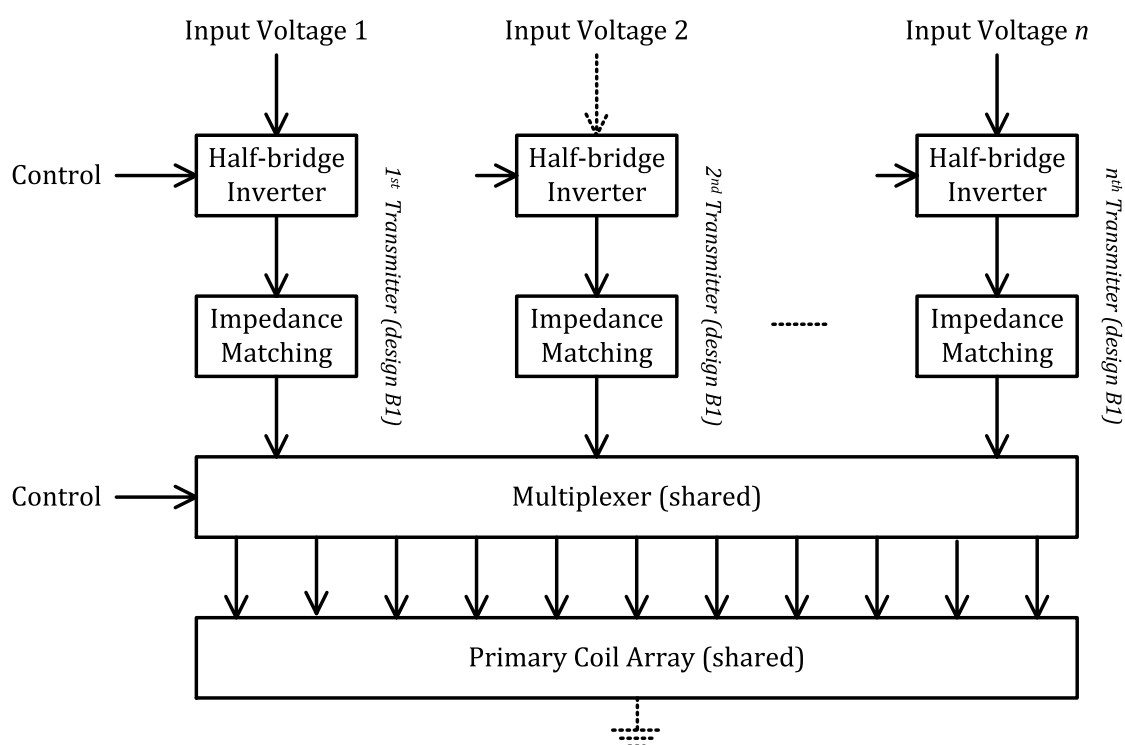 Input Voltage 1
Input Voltage 2
Input Voltage n
Control
Half-bridge
Inverter
1st Transmitter (design B1)
Half-bridge
Inverter
2nd Transmitter (design B1)
Half-bridge
Inverter
nth Transmitter (design B1)
Impedance
Matching
Impedance
Matching
Impedance
Matching
Control
Multiplexer (shared)
Primary Coil Array (shared)